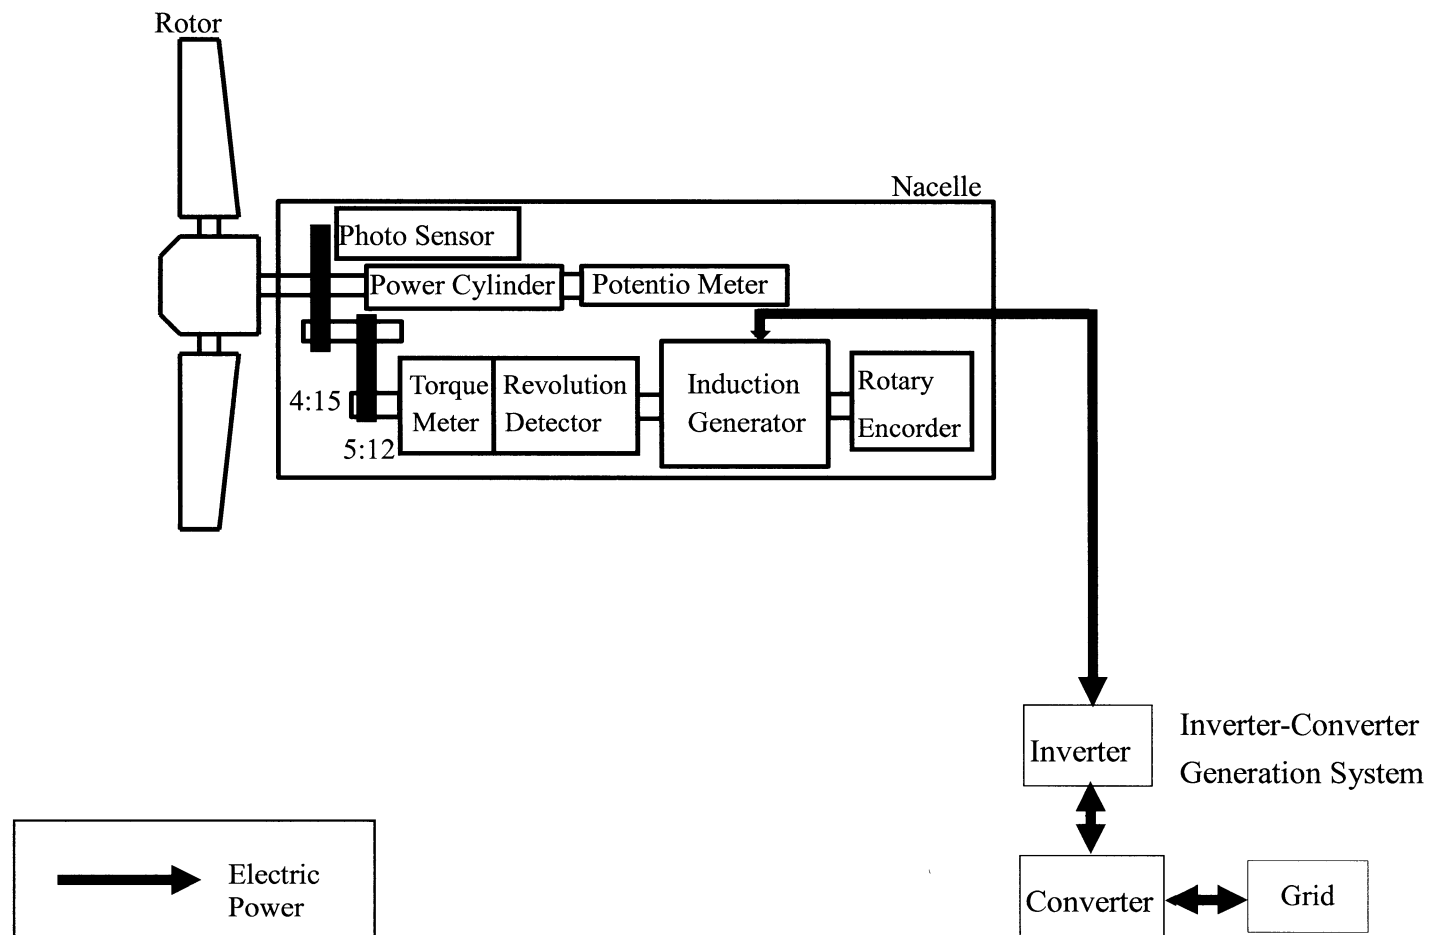 Rotor
Nacelle
Photo Sensor
Power Cylinder
Potentio Meter
Torque
Meter
Revolution
Detector
Induction
Generator
Rotary
Encorder
4:15
5:12
Inverter
Inverter-Converter
Generation System
Electric
Power
Converter
Grid